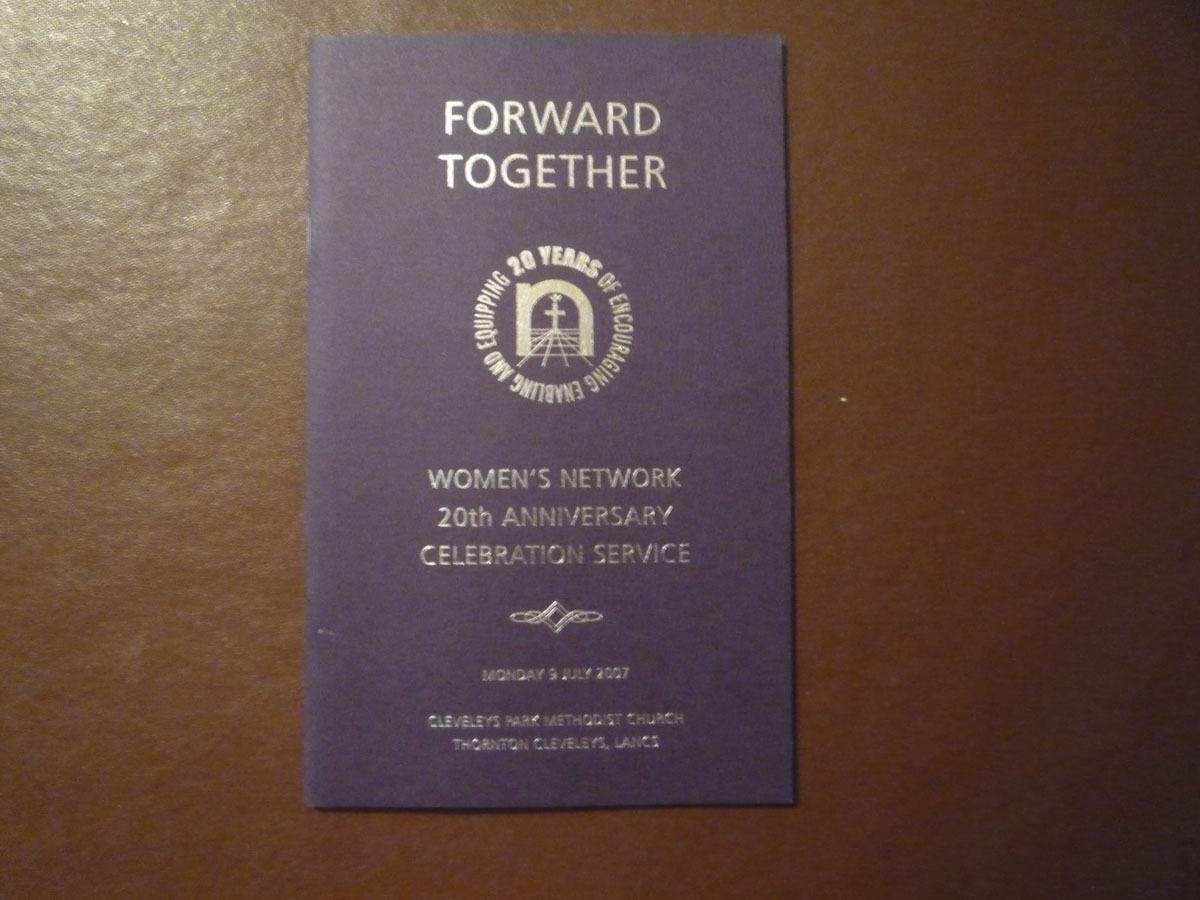 FORWARD
TOGETHER
20 YEARS OF ENCOURAGING ENABLING AND EQUIPPING
n
WOMEN'S NETWORK
20th ANNIVERSARY
CELEBRATION SERVICE
MONDAY 9 JULY 2007
CLEVELEYS PARK METHODIST CHURCH
THORNTON CLEVELEYS, LANCS